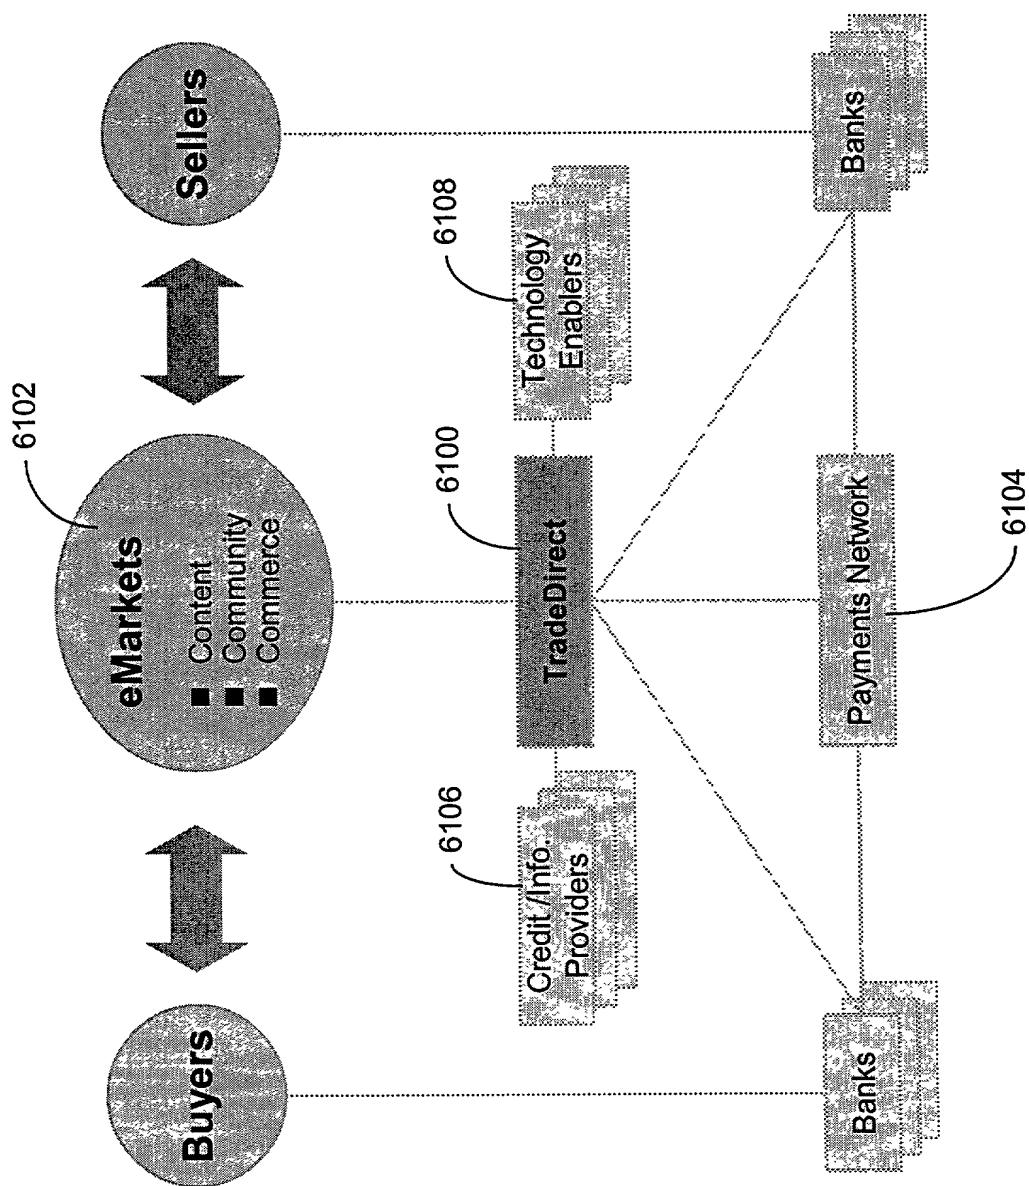 6102
Buyers
eMarkets
■ Content
■ Community
■ Commerce
Sellers
6106
6100
6108
Credit /Info.
Providers
TradeDirect
Technology
Enablers
Banks
Payments Network
Banks
6104